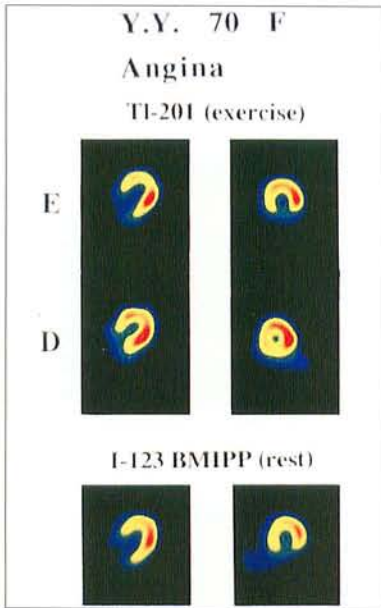 Y.Y. 70 F
Angina
Tl-201 (exercise)
E
D
I-123 BMIPP (rest)